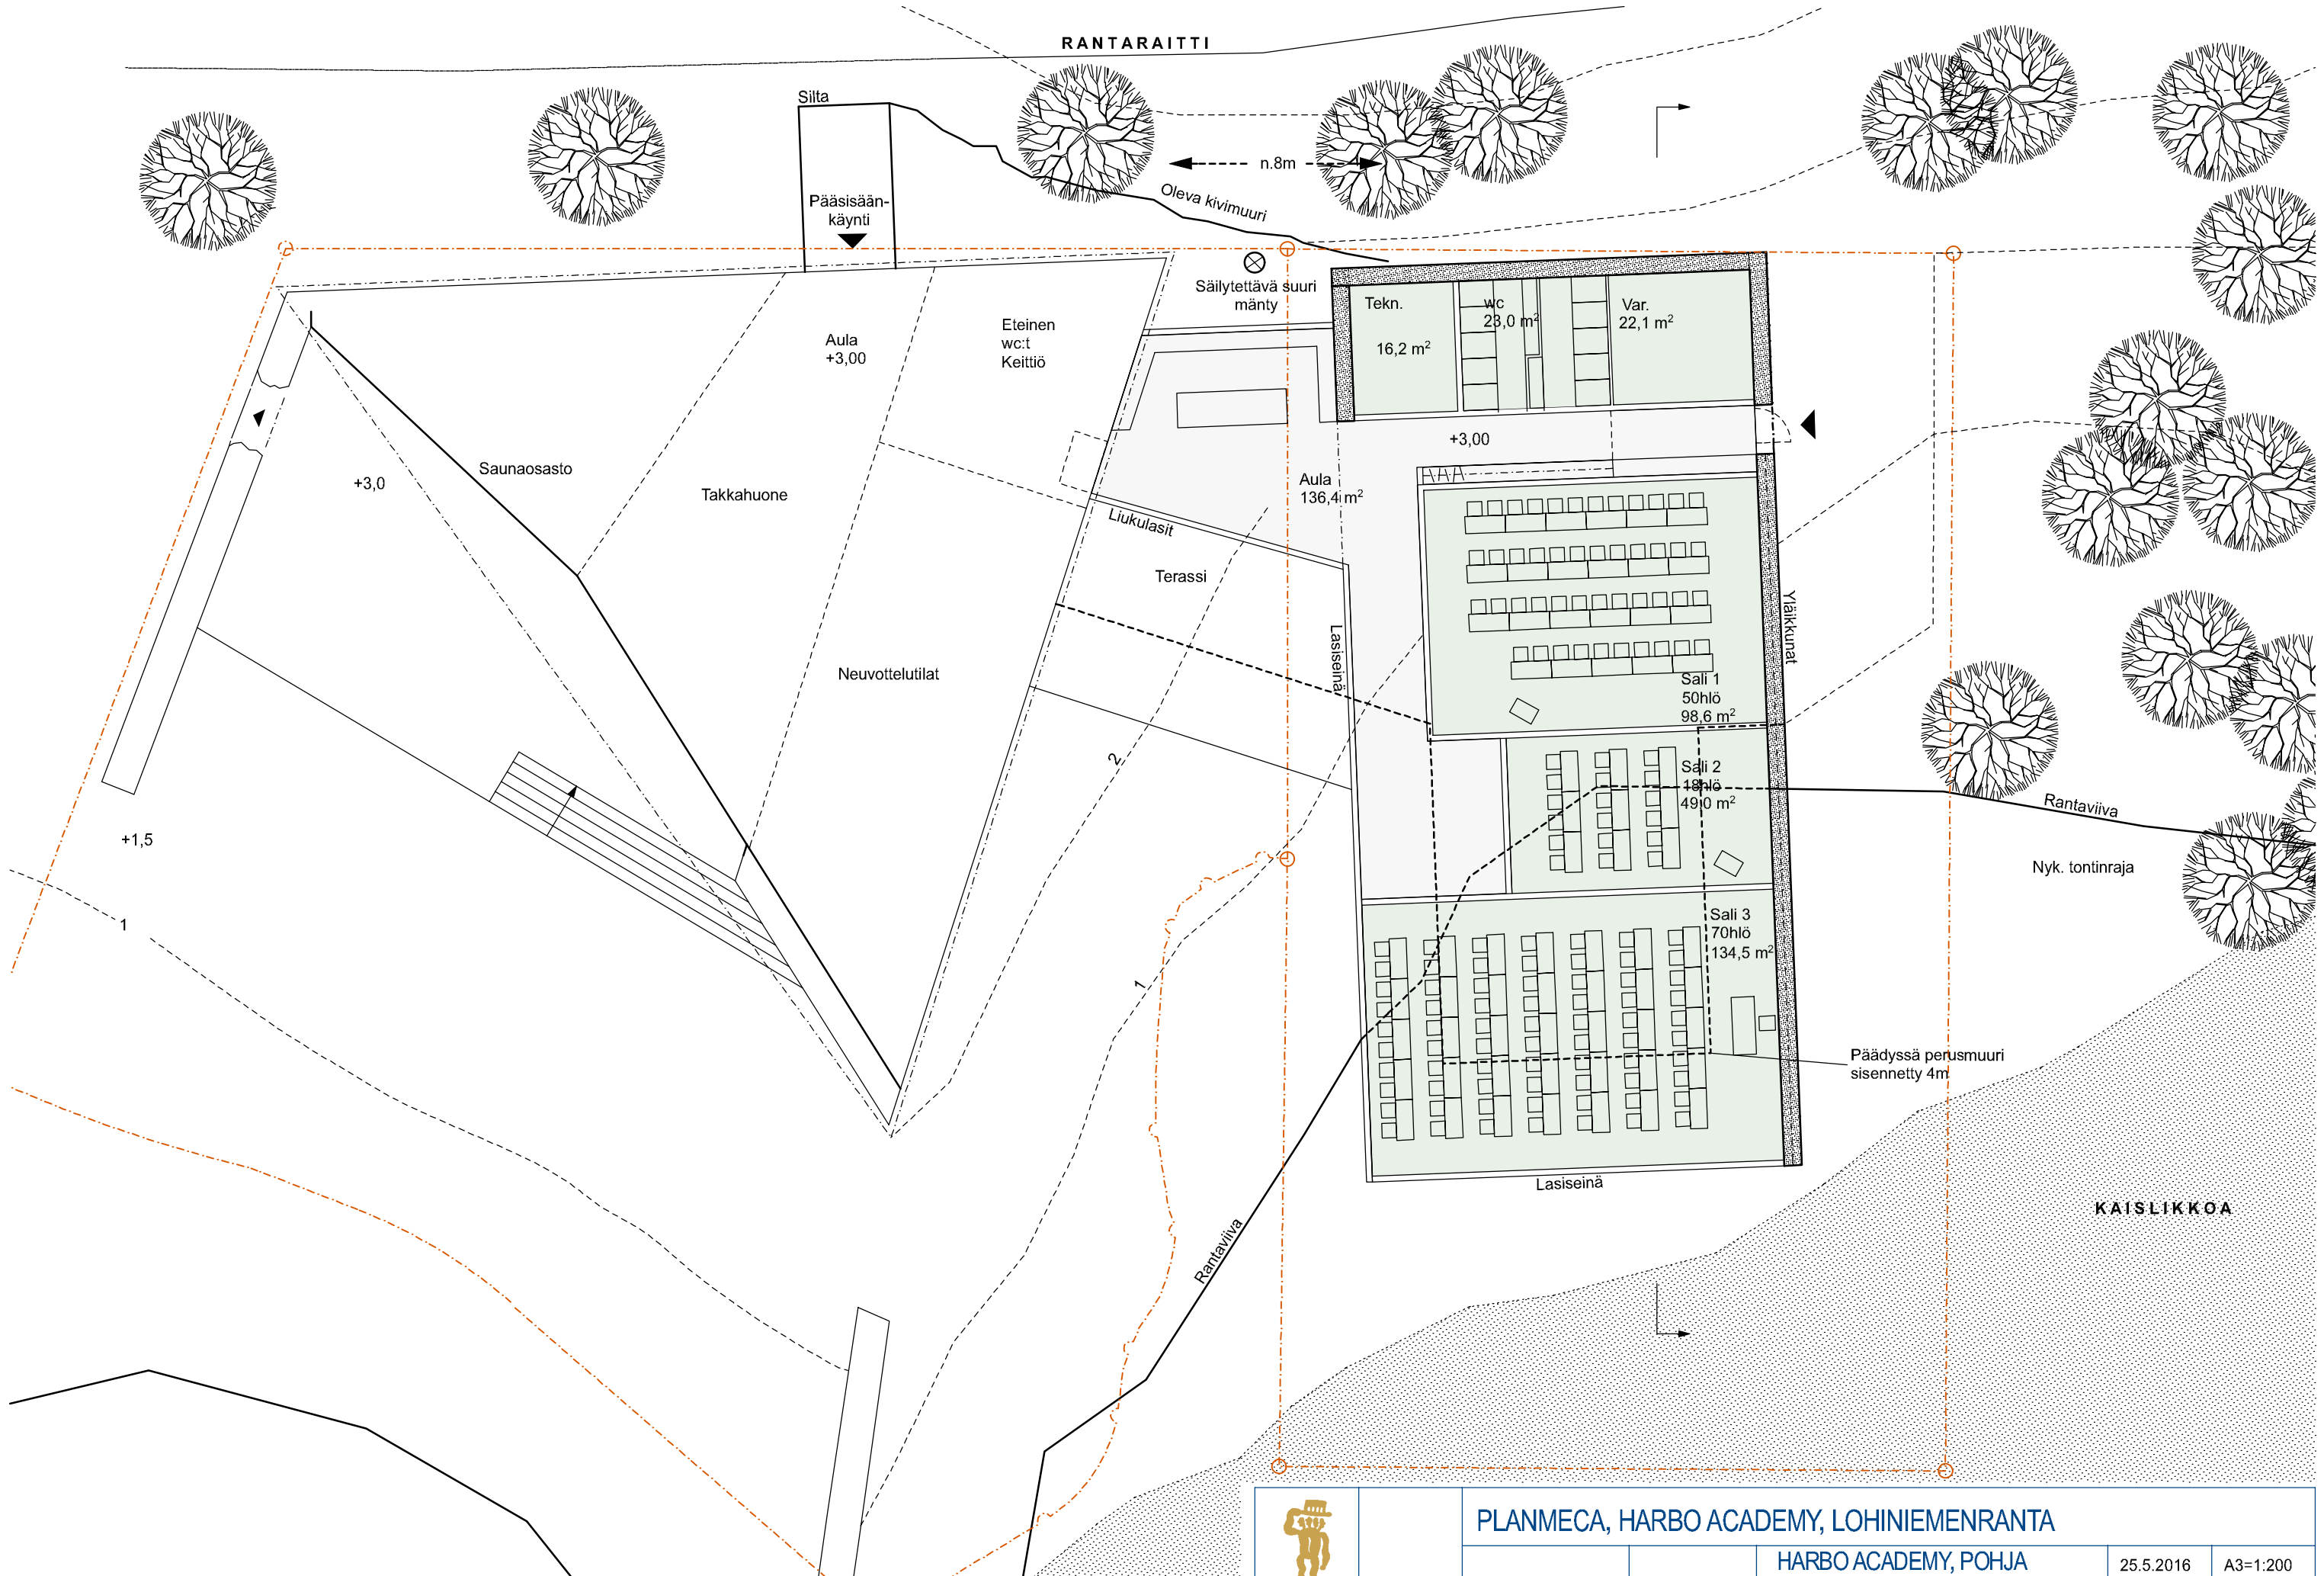 RANTARAITTI
Silta
n.8m
Oleva kivimuuri
Pääsisään-
käynti
Säilytettävä suuri
mänty
Tekn.
16,2 m²
wc
23,0 m²
Var.
22,1 m²
Aula
+3,00
Eteinen
wc:t
Keittiö
+3,00
+3,0
Saunaosasto
Takkahuone
Aula
136,4 m²
Liukulasit
Terassi
Lasiseinä
Yläikkunat
Neuvottelutilat
Sali 1
50hlö
98,6 m²
2
Sali 2
18hlö
49,0 m²
Rantaviiva
+1,5
Nyk. tontinraja
1
Sali 3
70hlö
134,5 m²
1
Päädyssä perusmuuri
sisennetty 4m
Lasiseinä
KAISLIKKOA
Rantaviiva
PLANMECA, HARBO ACADEMY, LOHINIEMENRANTA
HARBO ACADEMY, POHJA
25.5.2016
A3=1:200